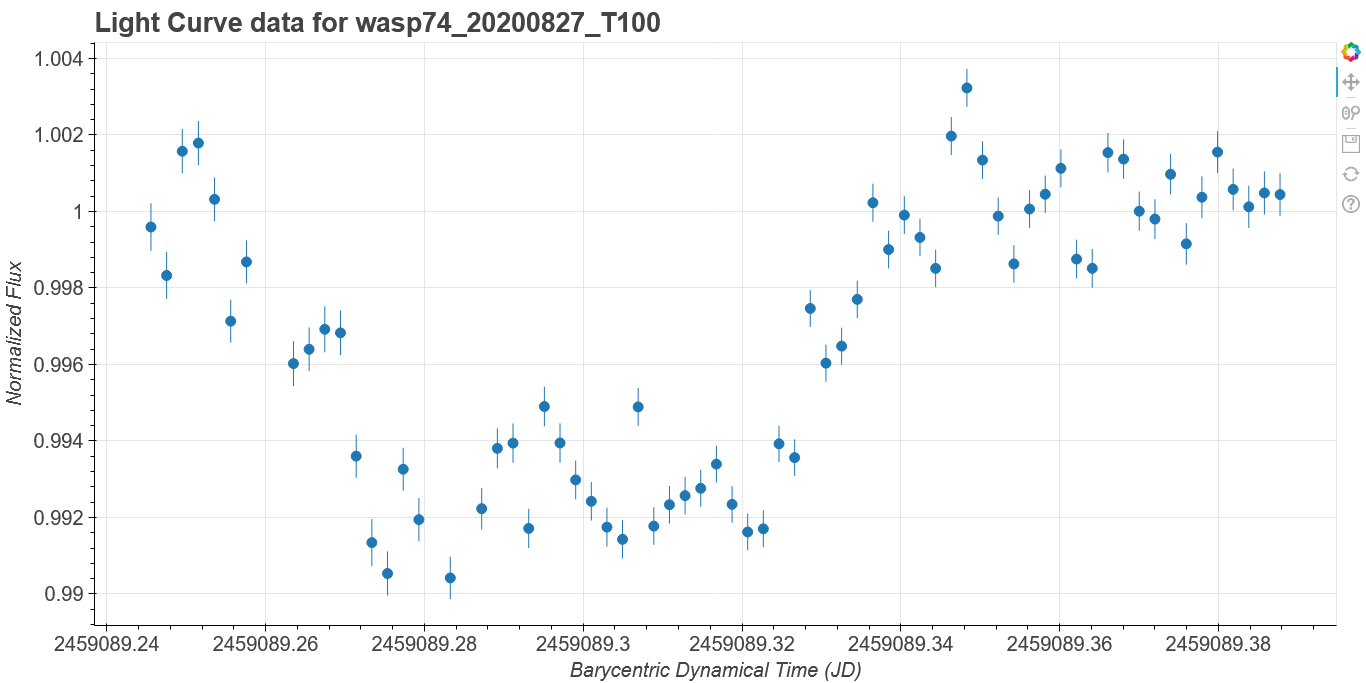 Light Curve data for wasp74_20200827_T100
1.004
1.002
1
0.998
0.996
0.994
0.992
0.99
Normalized Flux
2459089.24 2459089.26 2459089.28 2459089.3 2459089.32 2459089.34 2459089.36 2459089.38
Barycentric Dynamical Time (JD)